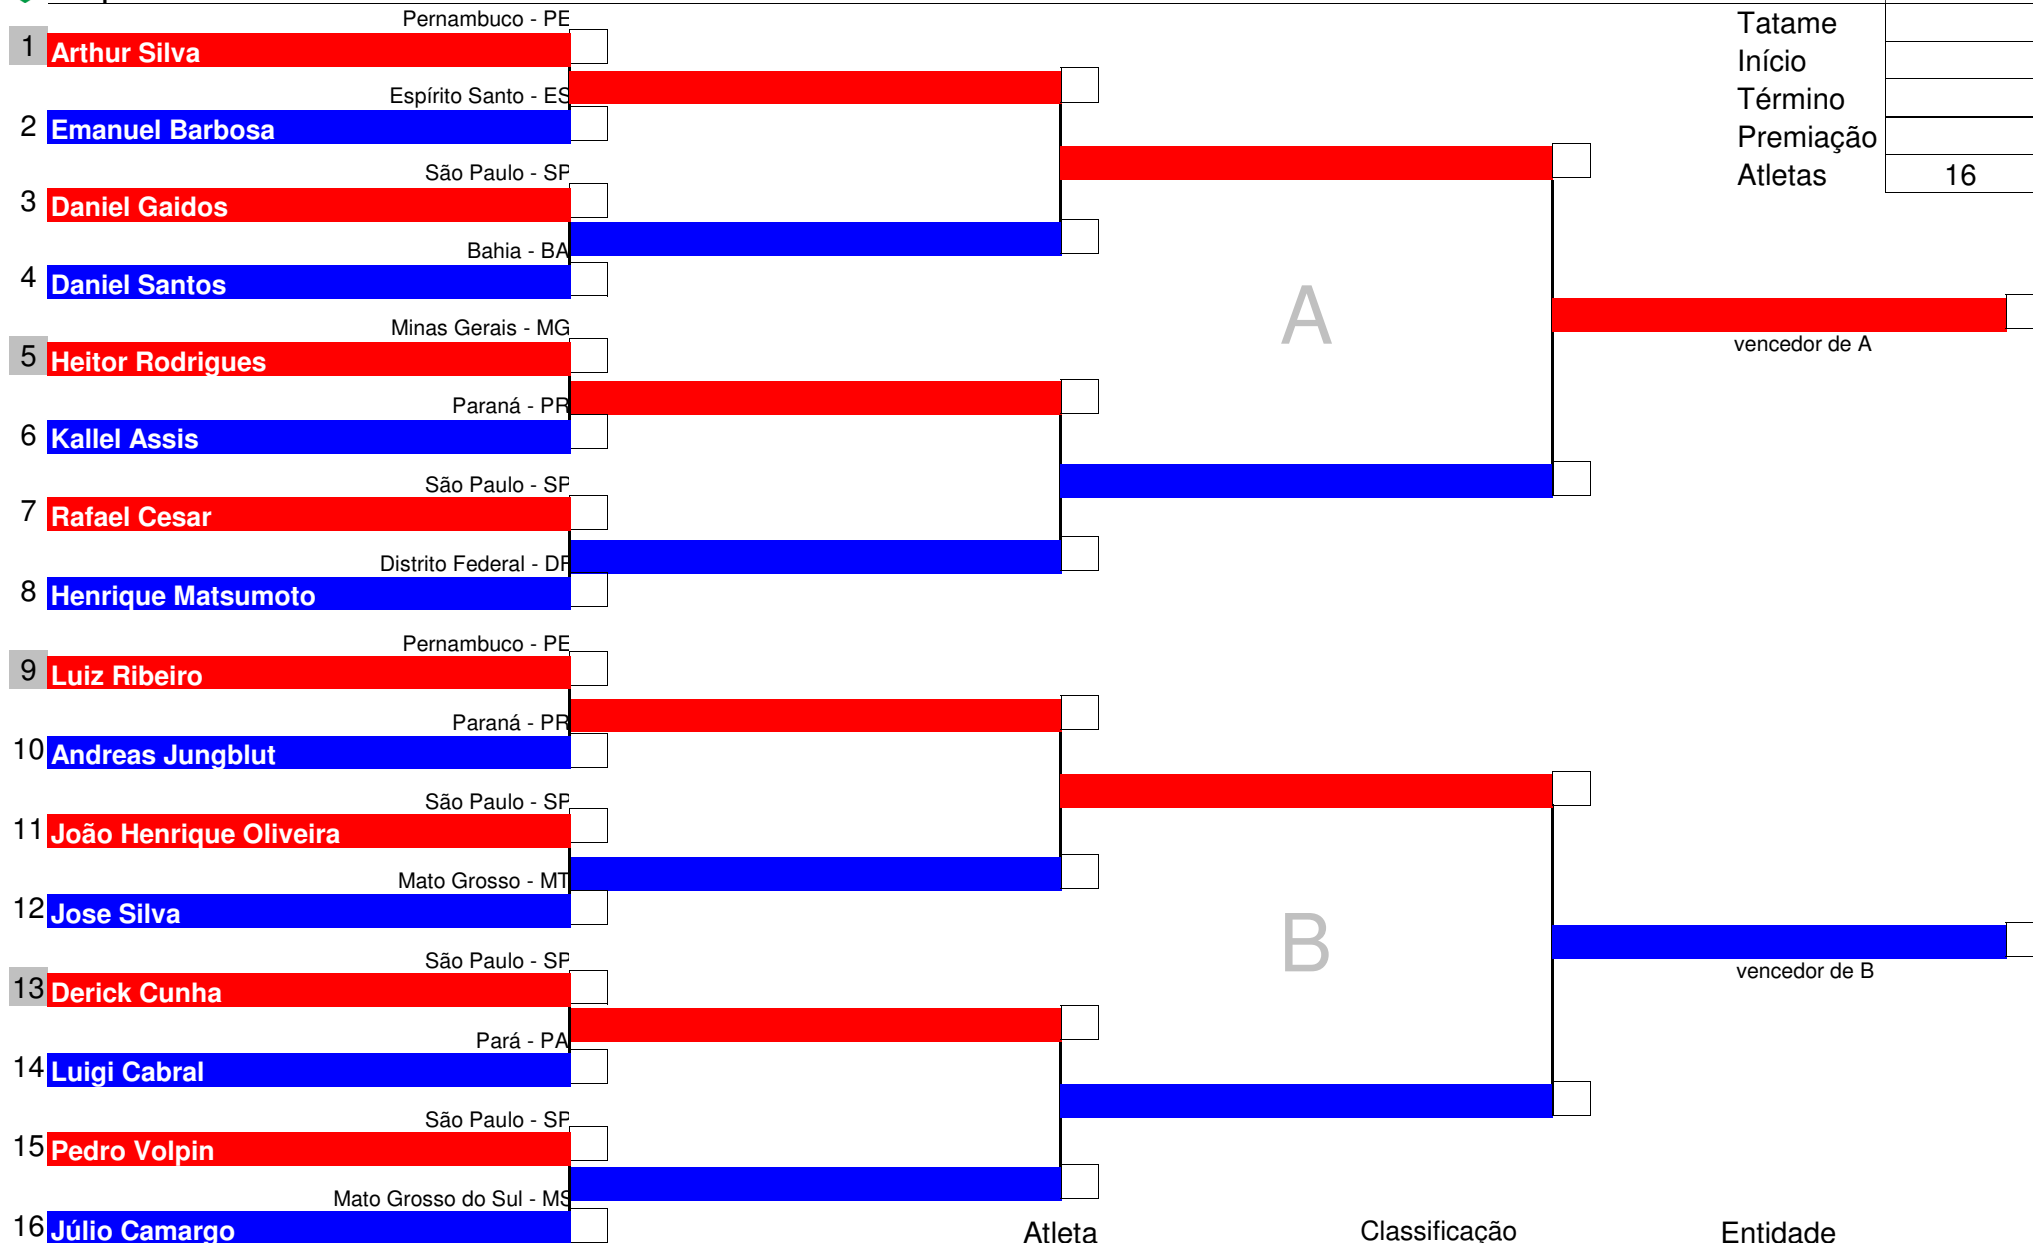 Pernambuco - PE
1 Arthur Silva
Espírito Santo - ES
2 Emanuel Barbosa
São Paulo - SP
3 Daniel Gaidos
Bahia - BA
4 Daniel Santos
Minas Gerais - MG
5 Heitor Rodrigues
Paraná - PR
6 Kallel Assis
São Paulo - SP
7 Rafael Cesar
Distrito Federal - DF
8 Henrique Matsumoto
Pernambuco - PE
9 Luiz Ribeiro
Paraná - PR
10 Andreas Jungblut
São Paulo - SP
11 João Henrique Oliveira
Mato Grosso - MT
12 Jose Silva
São Paulo - SP
13 Derick Cunha
Pará - PA
14 Luigi Cabral
São Paulo - SP
15 Pedro Volpin
Mato Grosso do Sul - MS
16 Júlio Camargo
A
B
Tatame
Início
Término
Premiação
Atletas 16
vencedor de A
vencedor de B
Atleta Classificação Entidade